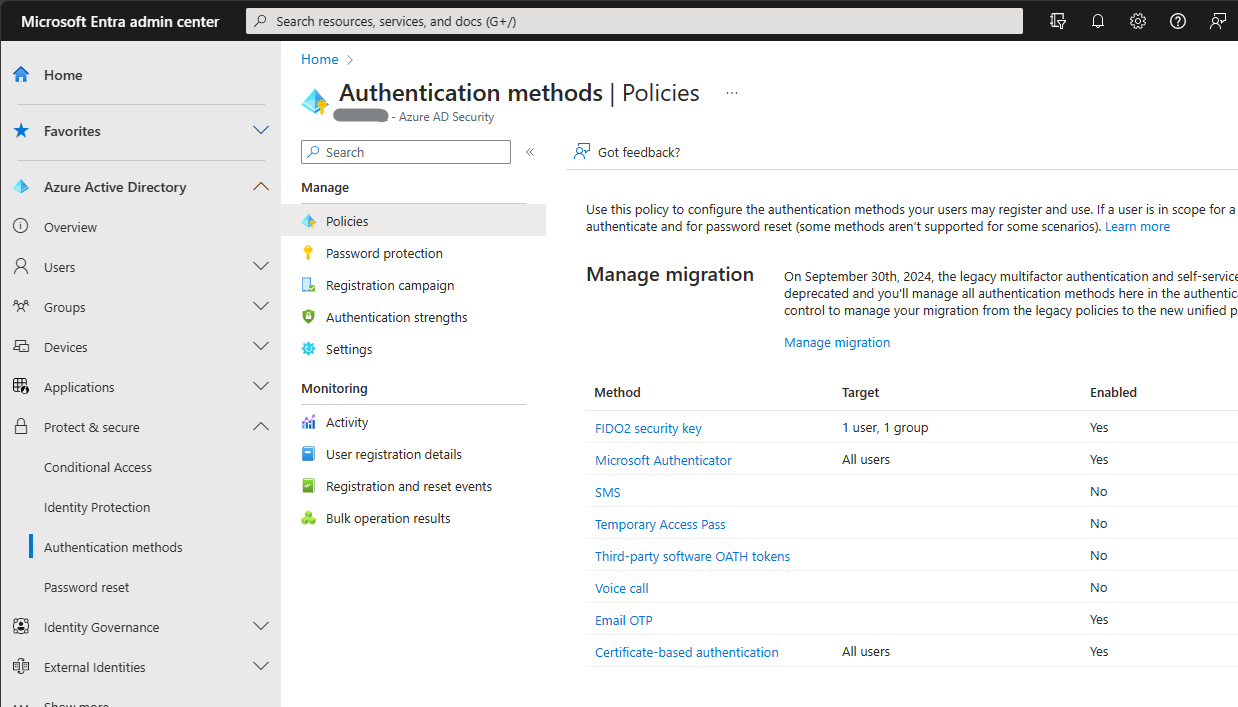 Microsoft Entra admin center
Search resources, services, and docs (G+/)
Home
Favorites
Azure Active Directory
Overview
Users
Groups
Devices
Applications
Protect & secure
Conditional Access
Identity Protection
Authentication methods
Password reset
Identity Governance
External Identities
Show more
Home
Authentication methods | Policies ...
- Azure AD Security
Search
Manage
Policies
Password protection
Registration campaign
Authentication strengths
Settings
Monitoring
Activity
User registration details
Registration and reset events
Bulk operation results
Got feedback?
Use this policy to configure the authentication methods your users may register and use. If a user is in scope for a
authenticate and for password reset (some methods aren't supported for some scenarios). Learn more
Manage migration
On September 30th, 2024, the legacy multifactor authentication and self-service
deprecated and you'll manage all authentication methods here in the authentic
control to manage your migration from the legacy policies to the new unified p
Manage migration
Method Target Enabled
FIDO2 security key 1 user, 1 group Yes
Microsoft Authenticator All users Yes
SMS No
Temporary Access Pass No
Third-party software OATH tokens No
Voice call No
Email OTP Yes
Certificate-based authentication All users Yes